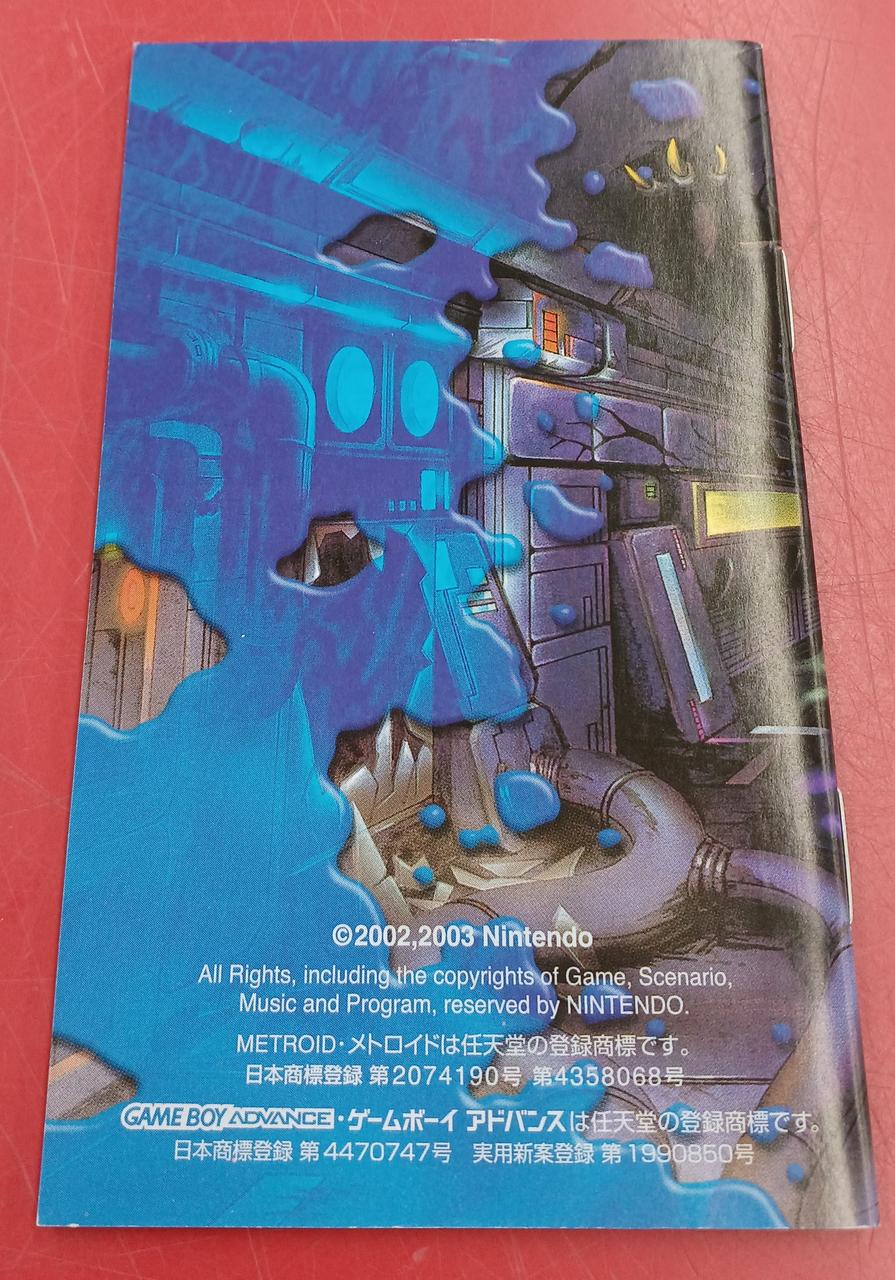 ©2002,2003 Nintendo
All Rights, including the copyrights of Game, Scenario,
Music and Program, reserved by NINTENDO.
METROID・メトロイドは任天堂の登録商標です。
日本商標登録 第2074190号 第4358068号
GAME BOY ADVANCE・ゲームボーイ アドバンスは任天堂の登録商標です。
日本商標登録 第4470747号 実用新案登録 第1990850号